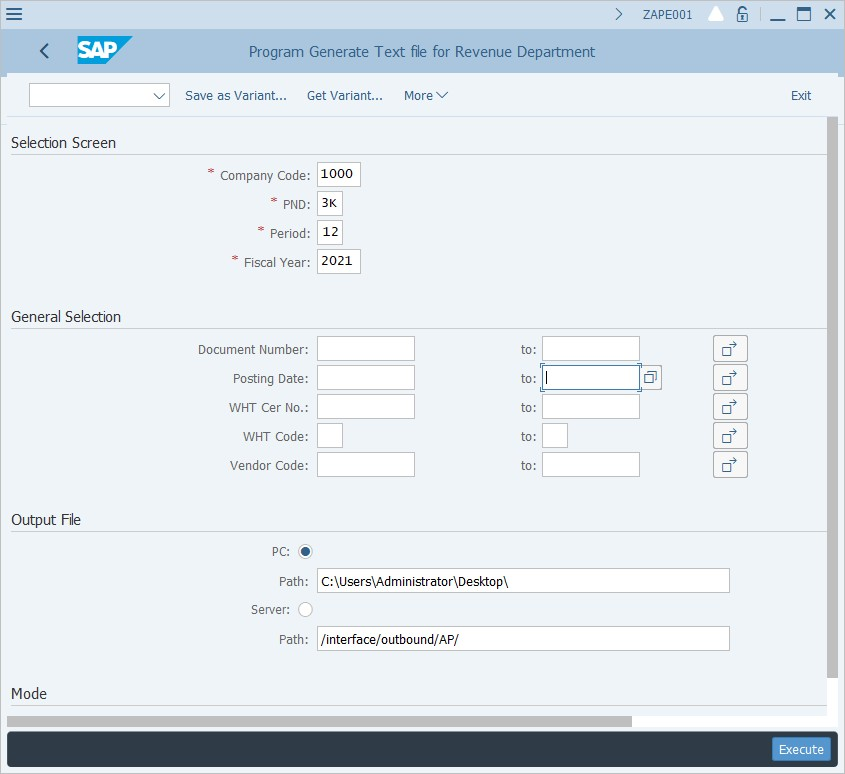 ZAPE001
SAP Program Generate Text file for Revenue Department
Save as Variant... Get Variant... More Exit
Selection Screen
* Company Code: 1000
* PND: 3K
* Period: 12
* Fiscal Year: 2021
General Selection
Document Number: to:
Posting Date: to:
WHT Cer No.: to:
WHT Code: to:
Vendor Code: to:
Output File
PC:
Path: C:\Users\Administrator\Desktop\
Server:
Path: /interface/outbound/AP/
Mode
Execute